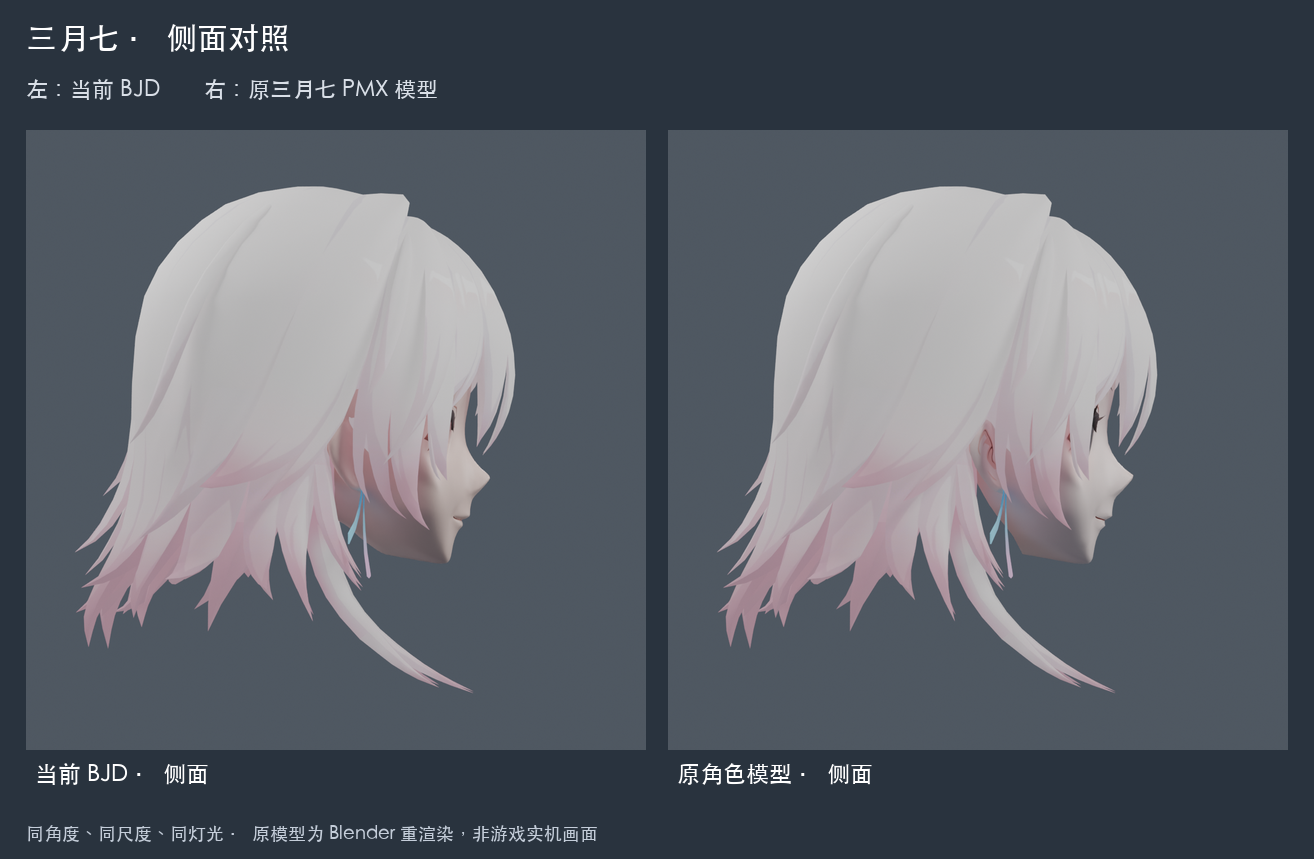 三月七 · 侧面对照
左：当前 BJD 右：原三月七 PMX 模型
当前 BJD · 侧面
原角色模型 · 侧面
同角度、同尺度、同灯光 · 原模型为 Blender 重渲染，非游戏实机画面